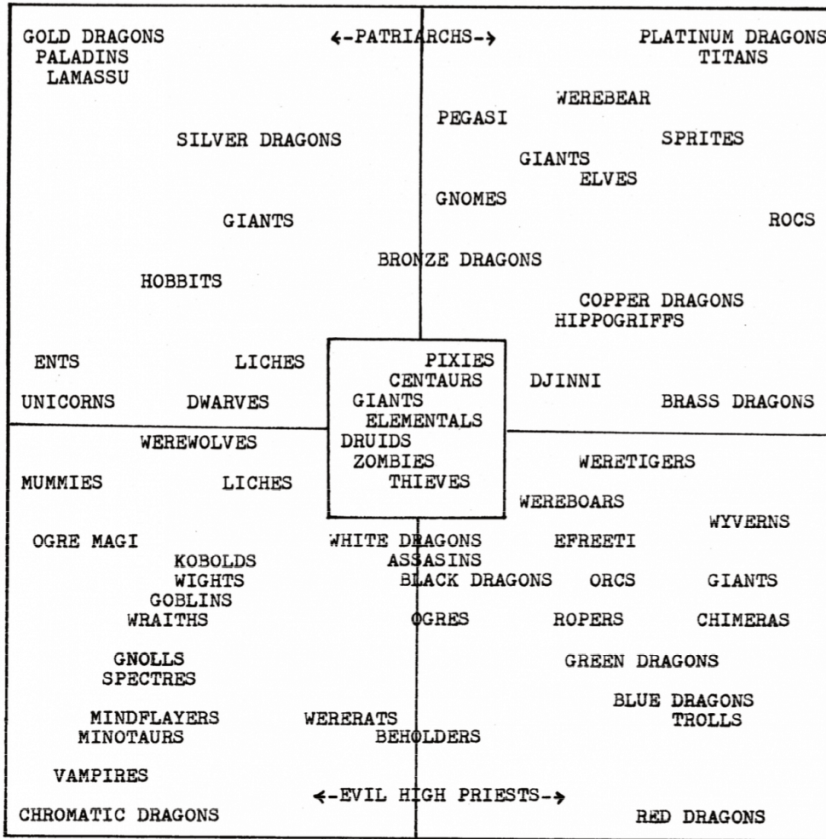 GOLD DRAGONS <-PATRIARCHS-> PLATINUM DRAGONS
PALADINS TITANS
LAMASSU
WEREBEAR
PEGASI
SILVER DRAGONS SPRITES
GIANTS
ELVES
GNOMES
GIANTS ROCS
BRONZE DRAGONS
HOBBITS
COPPER DRAGONS
HIPPOGRIFFS
ENTS LICHES PIXIES
CENTAURS DJINNI
UNICORNS DWARVES GIANTS BRASS DRAGONS
ELEMENTALS
WEREWOLVES DRUIDS
ZOMBIES WERETIGERS
MUMMIES LICHES THIEVES
WEREBOARS
WYVERNS
OGRE MAGI WHITE DRAGONS EFREETI
KOBOLDS ASSASINS
WIGHTS BLACK DRAGONS ORCS GIANTS
GOBLINS
WRAITHS OGRES ROPERS CHIMERAS
GNOLLS GREEN DRAGONS
SPECTRES
BLUE DRAGONS
MINDFLAYERS WERERATS TROLLS
MINOTAURS BEHOLDERS
VAMPIRES
<-EVIL HIGH PRIESTS->
CHROMATIC DRAGONS RED DRAGONS